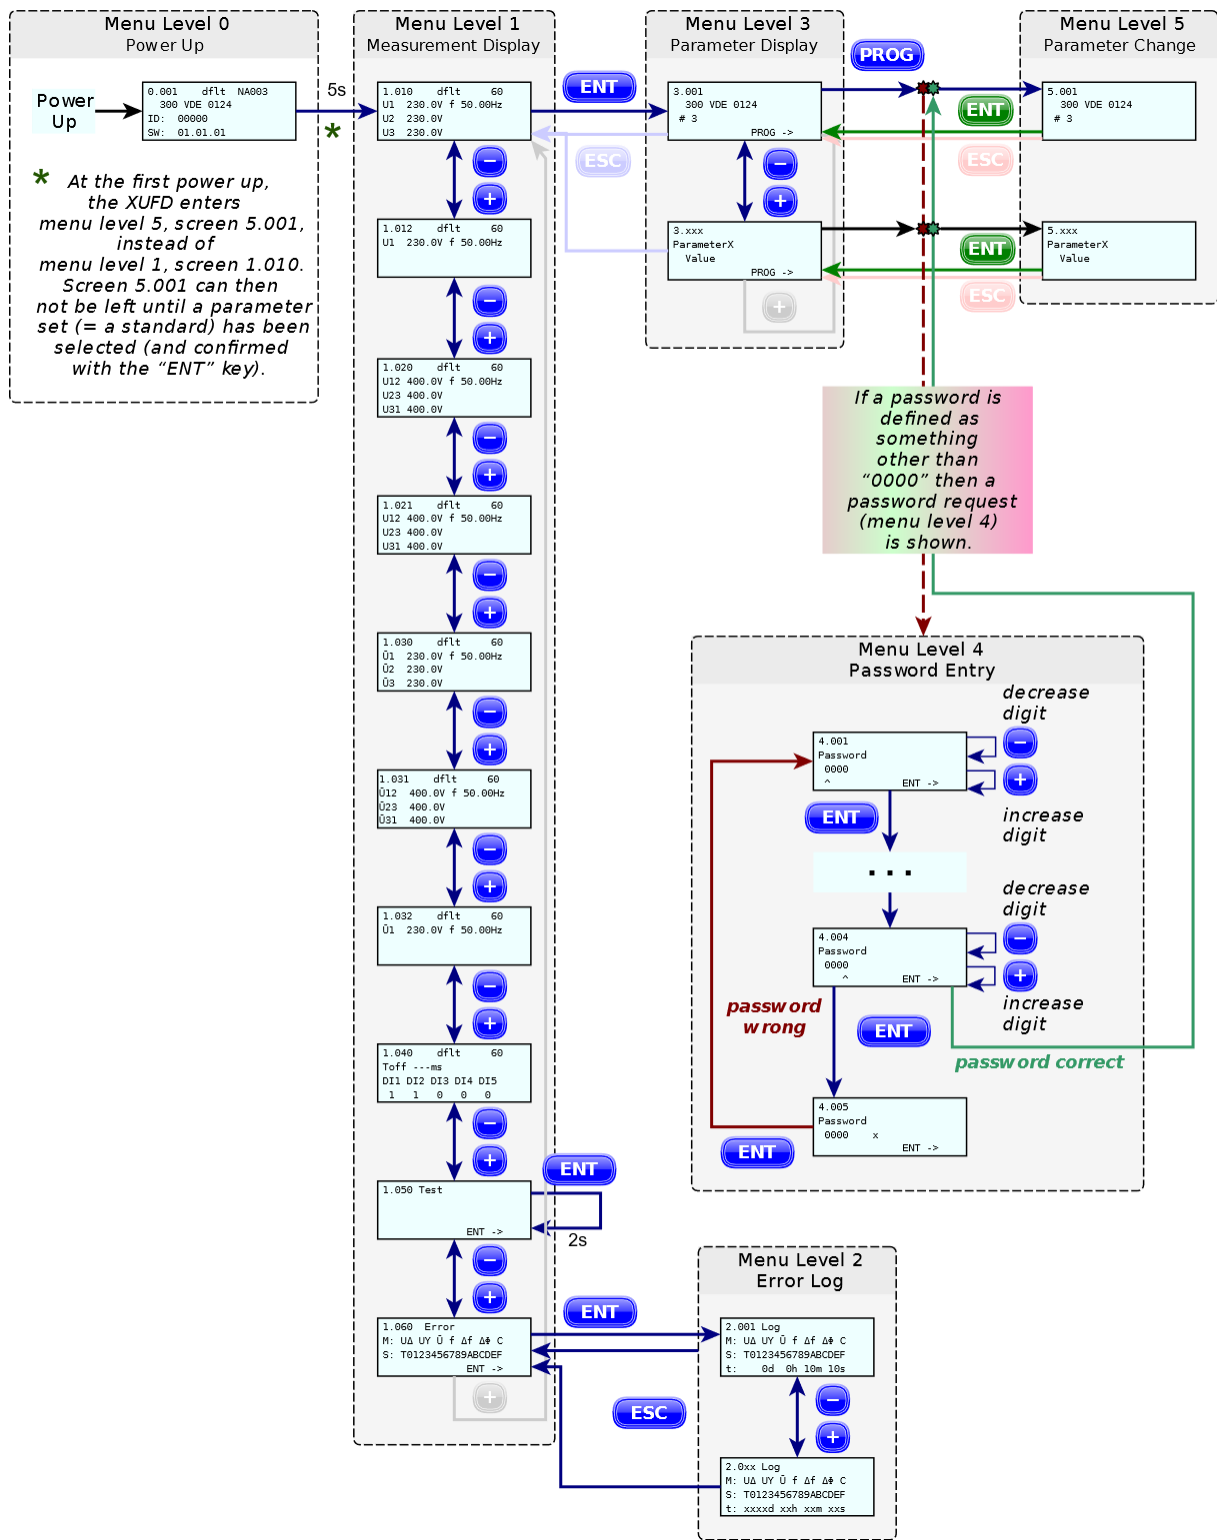 Menu Level 0
Power Up
Power
Up
0.001    dflt  NA003
300 VDE 0124
ID:  00000
SW:  01.01.01
5s
*
* At the first power up,
the XUFD enters
menu level 5, screen 5.001,
instead of
menu level 1, screen 1.010.
Screen 5.001 can then
not be left until a parameter
set (= a standard) has been
selected (and confirmed
with the “ENT” key).
Menu Level 1
Measurement Display
1.010    dflt     60
U1  230.0V f 50.00Hz
U2  230.0V
U3  230.0V
−
+
1.012    dflt     60
U1  230.0V f 50.00Hz
−
+
1.020    dflt     60
U12 400.0V f 50.00Hz
U23 400.0V
U31 400.0V
−
+
1.021    dflt     60
U12 400.0V f 50.00Hz
U23 400.0V
U31 400.0V
−
+
1.030    dflt     60
Ū1  230.0V f 50.00Hz
Ū2  230.0V
Ū3  230.0V
−
+
1.031    dflt     60
Ū12  400.0V f 50.00Hz
Ū23  400.0V
Ū31  400.0V
−
+
1.032    dflt     60
Ū1  230.0V f 50.00Hz
−
+
1.040    dflt     60
Toff ---ms
DI1 DI2 DI3 DI4 DI5
1   1   0   0   0
−
+
1.050 Test
ENT ->
ENT
2s
−
+
1.060  Error
M: UΔ UY Ū f Δf ΔΦ C
S: T0123456789ABCDEF
ENT ->
+
ENT
ESC
Menu Level 3
Parameter Display
ENT
ESC
3.001
300 VDE 0124
# 3
PROG ->
−
+
3.xxx
ParameterX
Value
PROG ->
+
PROG
ENT
ESC
ENT
ESC
Menu Level 5
Parameter Change
5.001
300 VDE 0124
# 3
5.xxx
ParameterX
Value
If a password is
defined as
something
other than
“0000” then a
password request
(menu level 4)
is shown.
Menu Level 4
Password Entry
4.001
Password
0000
^            ENT ->
decrease
digit
−
+
increase
digit
ENT
...
4.004
Password
0000
^         ENT ->
decrease
digit
−
+
increase
digit
password
wrong
ENT
password correct
4.005
Password
0000    x
ENT ->
ENT
Menu Level 2
Error Log
2.001 Log
M: UΔ UY Ū f Δf ΔΦ C
S: T0123456789ABCDEF
t:    0d  0h 10m 10s
−
+
2.0xx Log
M: UΔ UY Ū f Δf ΔΦ C
S: T0123456789ABCDEF
t: xxxxd xxh xxm xxs